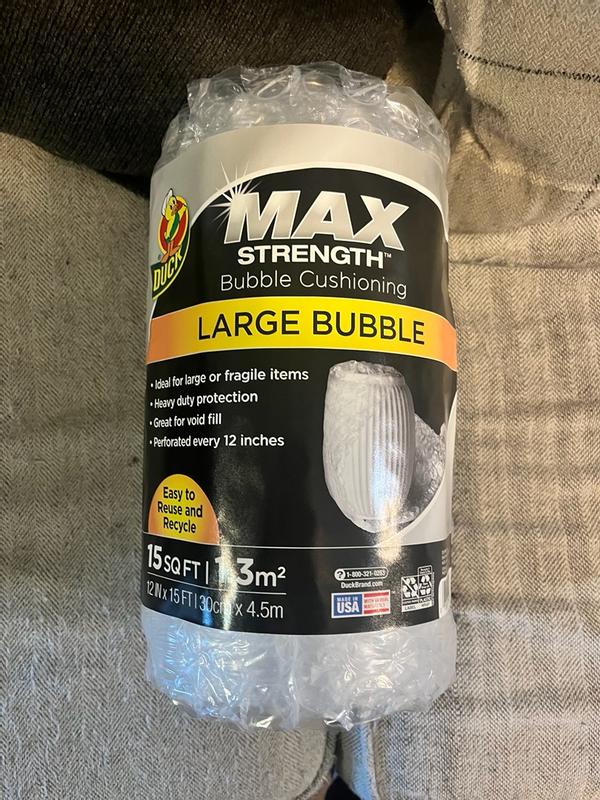 DUCK
MAX
STRENGTH™
Bubble Cushioning
LARGE BUBBLE
• Ideal for large or fragile items
• Heavy duty protection
• Great for void fill
• Perforated every 12 inches
Easy to
Reuse and
Recycle
15 SQ FT | 1.3m²
12 IN x 15 FT | 30cm x 4.5m
1-800-321-0253
DuckBrand.com
MADE IN
USA